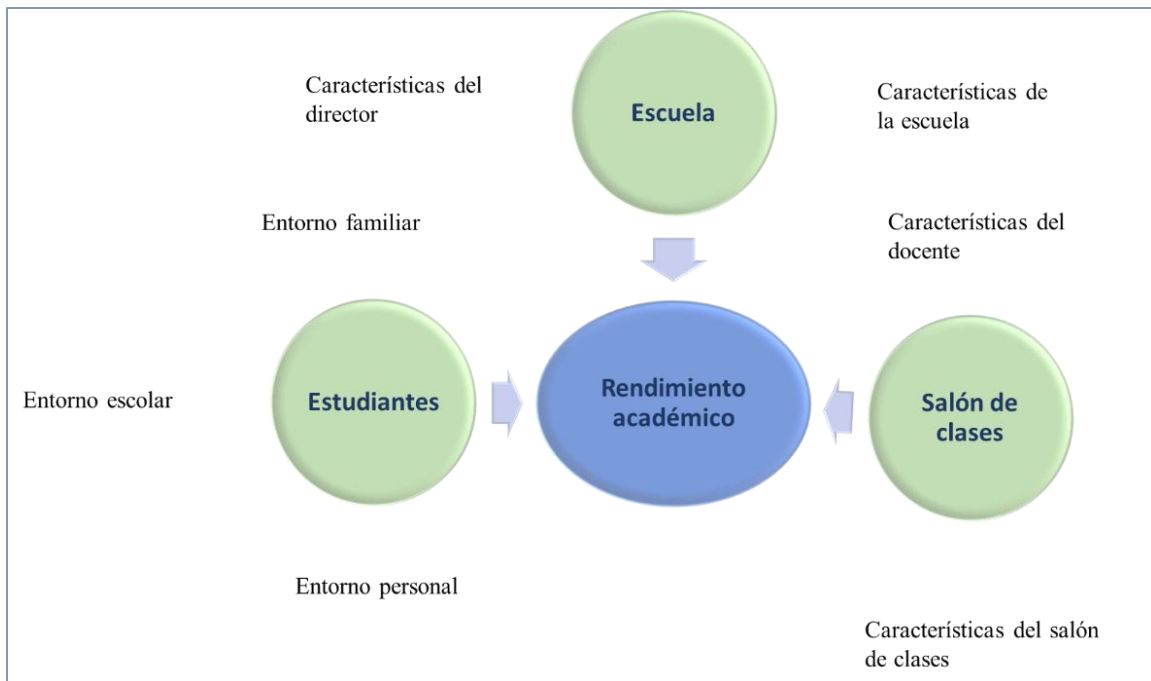 Características del
director
Escuela
Características de
la escuela
Entorno familiar
Características del
docente
Entorno escolar
Estudiantes
Rendimiento
académico
Salón de
clases
Entorno personal
Características del salón
de clases